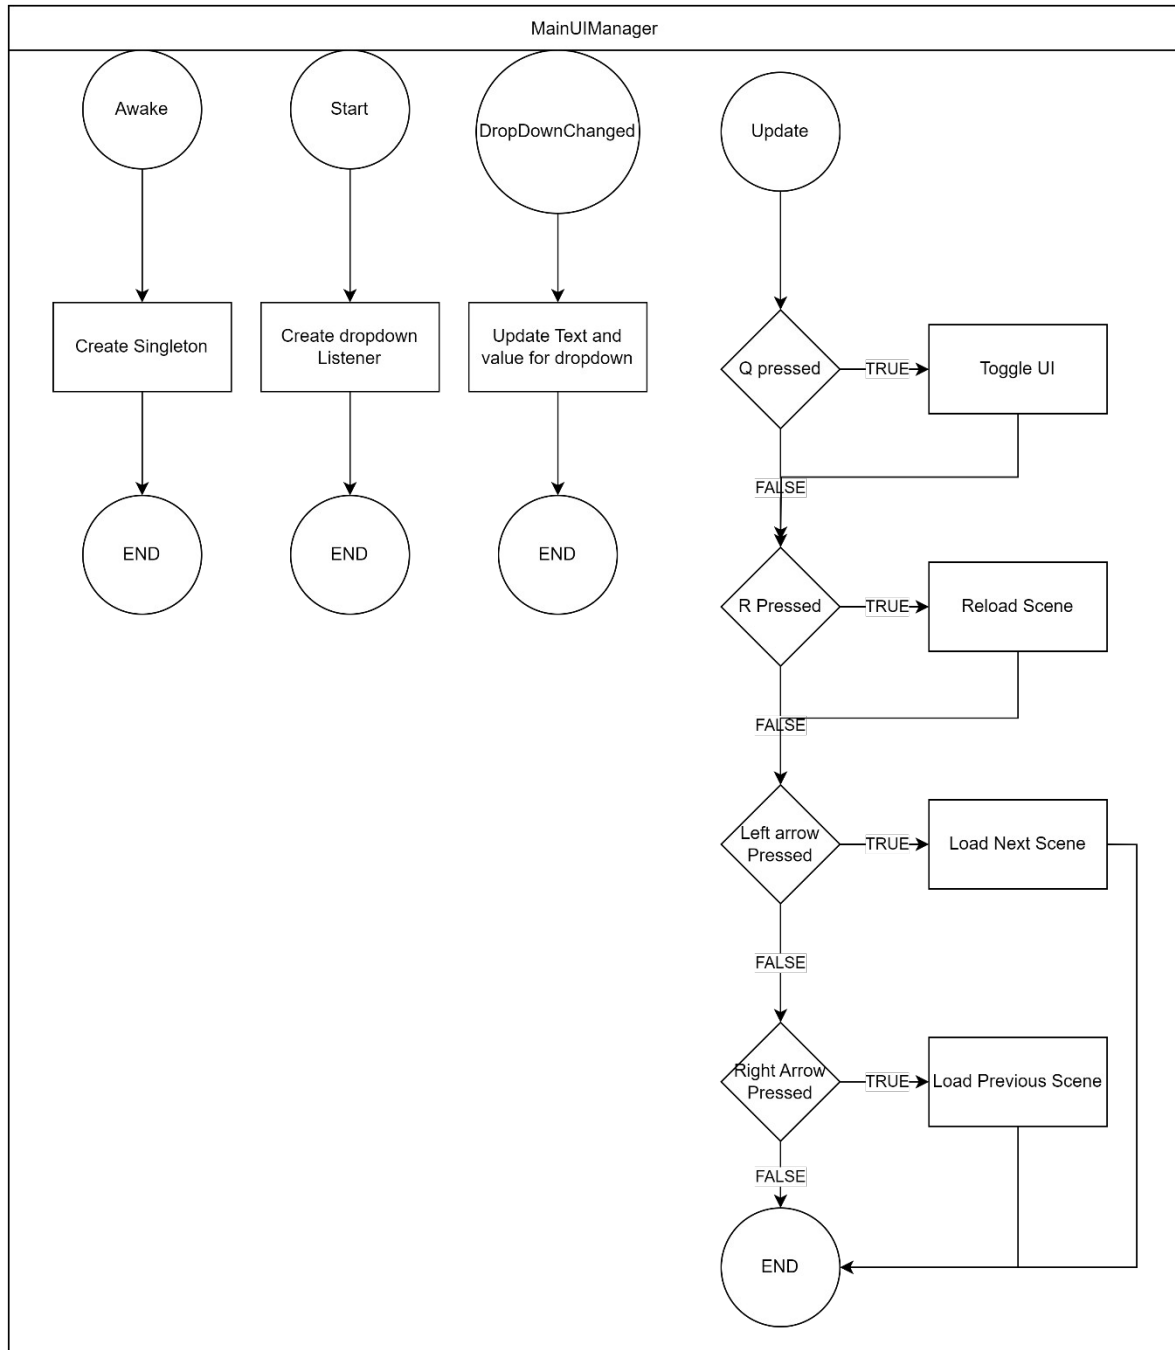 MainUIManager
Awake
Start
DropDownChanged
Update
Create Singleton
Create dropdown
Listener
Update Text and
value for dropdown
Q pressed
TRUE
Toggle UI
FALSE
END
END
END
R Pressed
TRUE
Reload Scene
FALSE
Left arrow
Pressed
TRUE
Load Next Scene
FALSE
Right Arrow
Pressed
TRUE
Load Previous Scene
FALSE
END